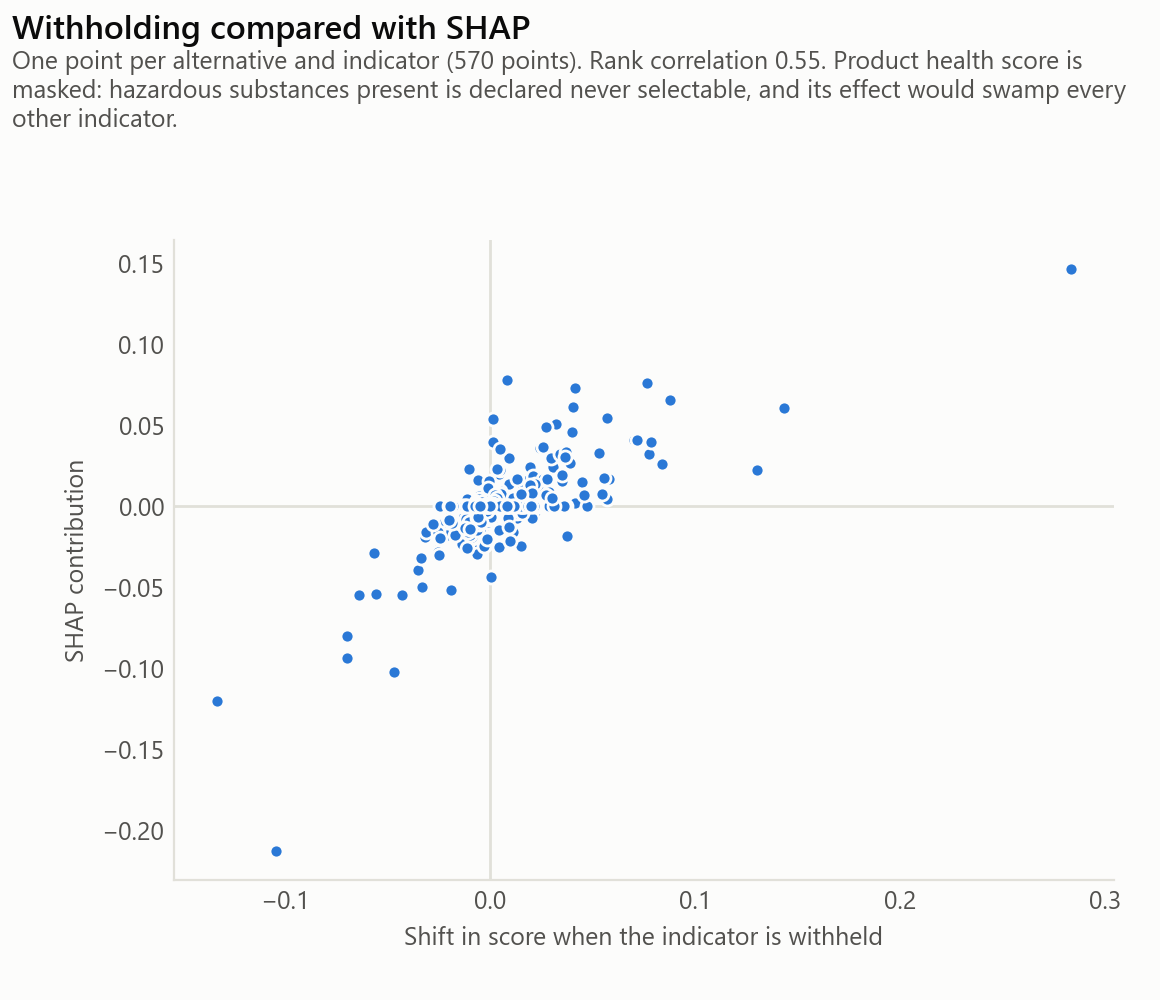 Withholding compared with SHAP
One point per alternative and indicator (570 points). Rank correlation 0.55. Product health score is
masked: hazardous substances present is declared never selectable, and its effect would swamp every
other indicator.
0.15
0.10
0.05
0.00
−0.05
−0.10
−0.15
−0.20
SHAP contribution
−0.1
0.0
0.1
0.2
0.3
Shift in score when the indicator is withheld